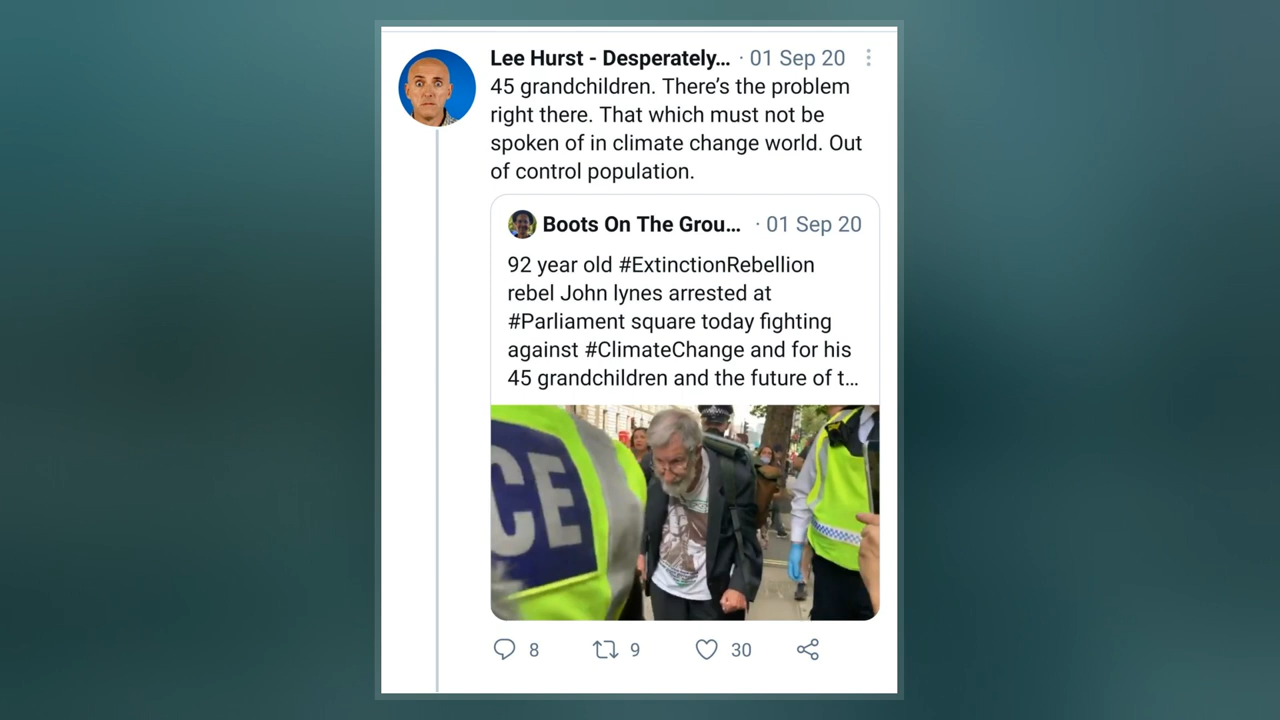 Lee Hurst - Desperately... · 01 Sep 20
45 grandchildren. There’s the problem
right there. That which must not be
spoken of in climate change world. Out
of control population.
Boots On The Grou... · 01 Sep 20
92 year old #ExtinctionRebellion
rebel John lynes arrested at
#Parliament square today fighting
against #ClimateChange and for his
45 grandchildren and the future of t...
CE
8 9 30